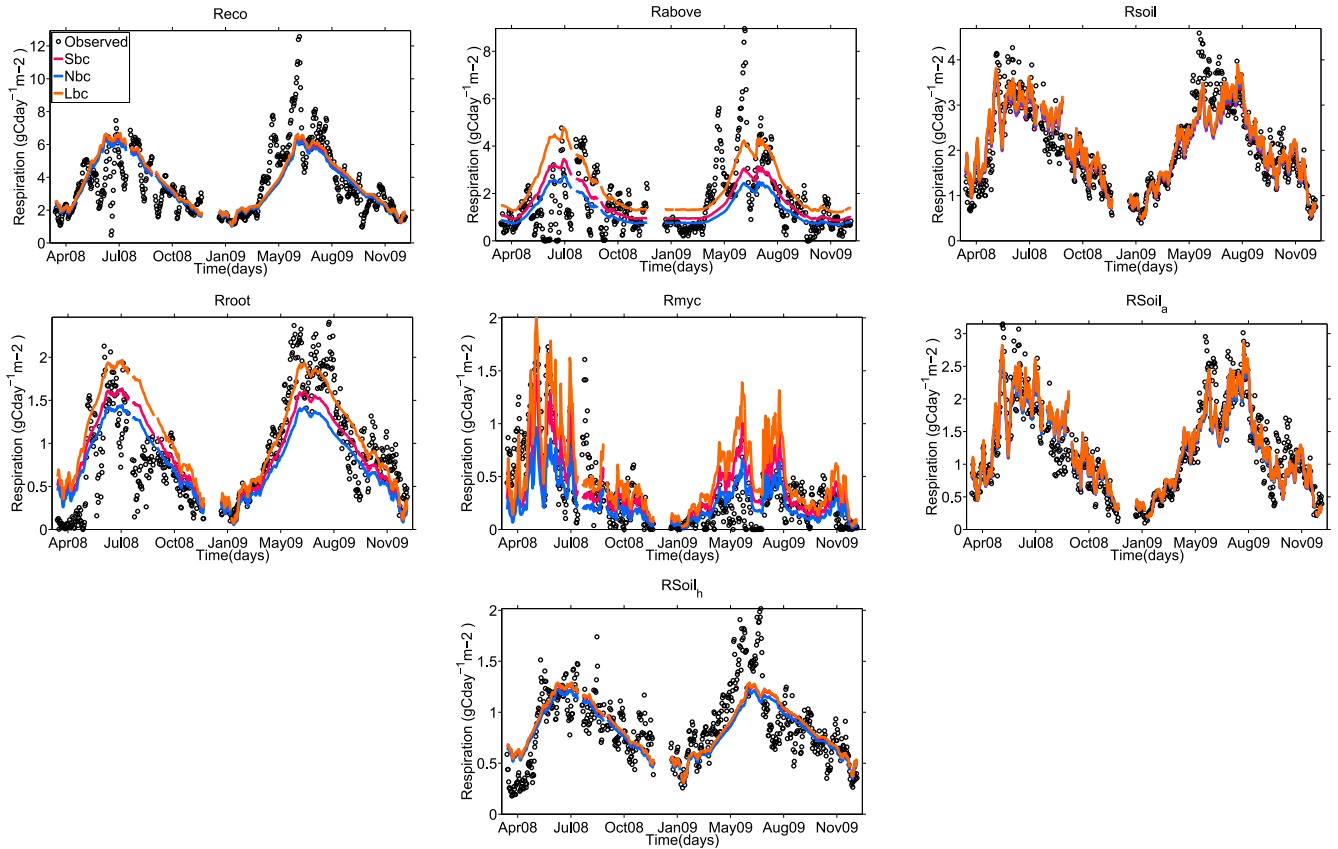 Reco
Respiration (gCday−1m−2 )
12
10
8
6
4
2
0
Observed
Sbc
Nbc
Lbc
Apr08 Jul08 Oct08 Jan09 May09 Aug09 Nov09
Time(days)
Rabove
Respiration (gCday−1m−2 )
8
6
4
2
0
Apr08 Jul08 Oct08 Jan09 May09 Aug09 Nov09
Time(days)
Rsoil
Respiration (gCday−1m−2 )
4
3
2
1
0
Apr08 Jul08 Oct08 Jan09 May09 Aug09 Nov09
Time(days)
Rroot
Respiration (gCday−1m−2 )
2
1.5
1
0.5
0
Apr08 Jul08 Oct08 Jan09 May09 Aug09 Nov09
Time(days)
Rmyc
Respiration (gCday−1m−2 )
2
1.5
1
0.5
0
Apr08 Jul08 Oct08 Jan09 May09 Aug09 Nov09
Time(days)
RSoila
Respiration (gCday−1m−2 )
3
2.5
2
1.5
1
0.5
0
Apr08 Jul08 Oct08 Jan09 May09 Aug09 Nov09
Time(days)
RSoilh
Respiration (gCday−1m−2 )
2
1.5
1
0.5
0
Apr08 Jul08 Oct08 Jan09 May09 Aug09 Nov09
Time(days)